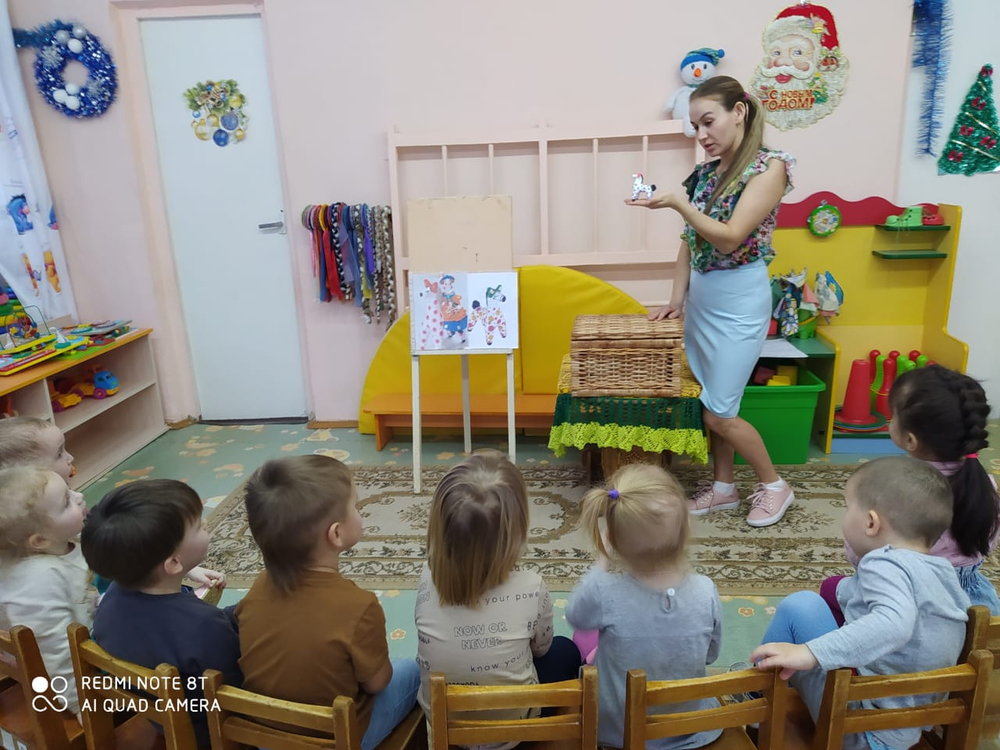 С НОВЫМ
ГОДОМ!
your powe
NOW OR
NEVER
know your
REDMI NOTE 8T
AI QUAD CAMERA